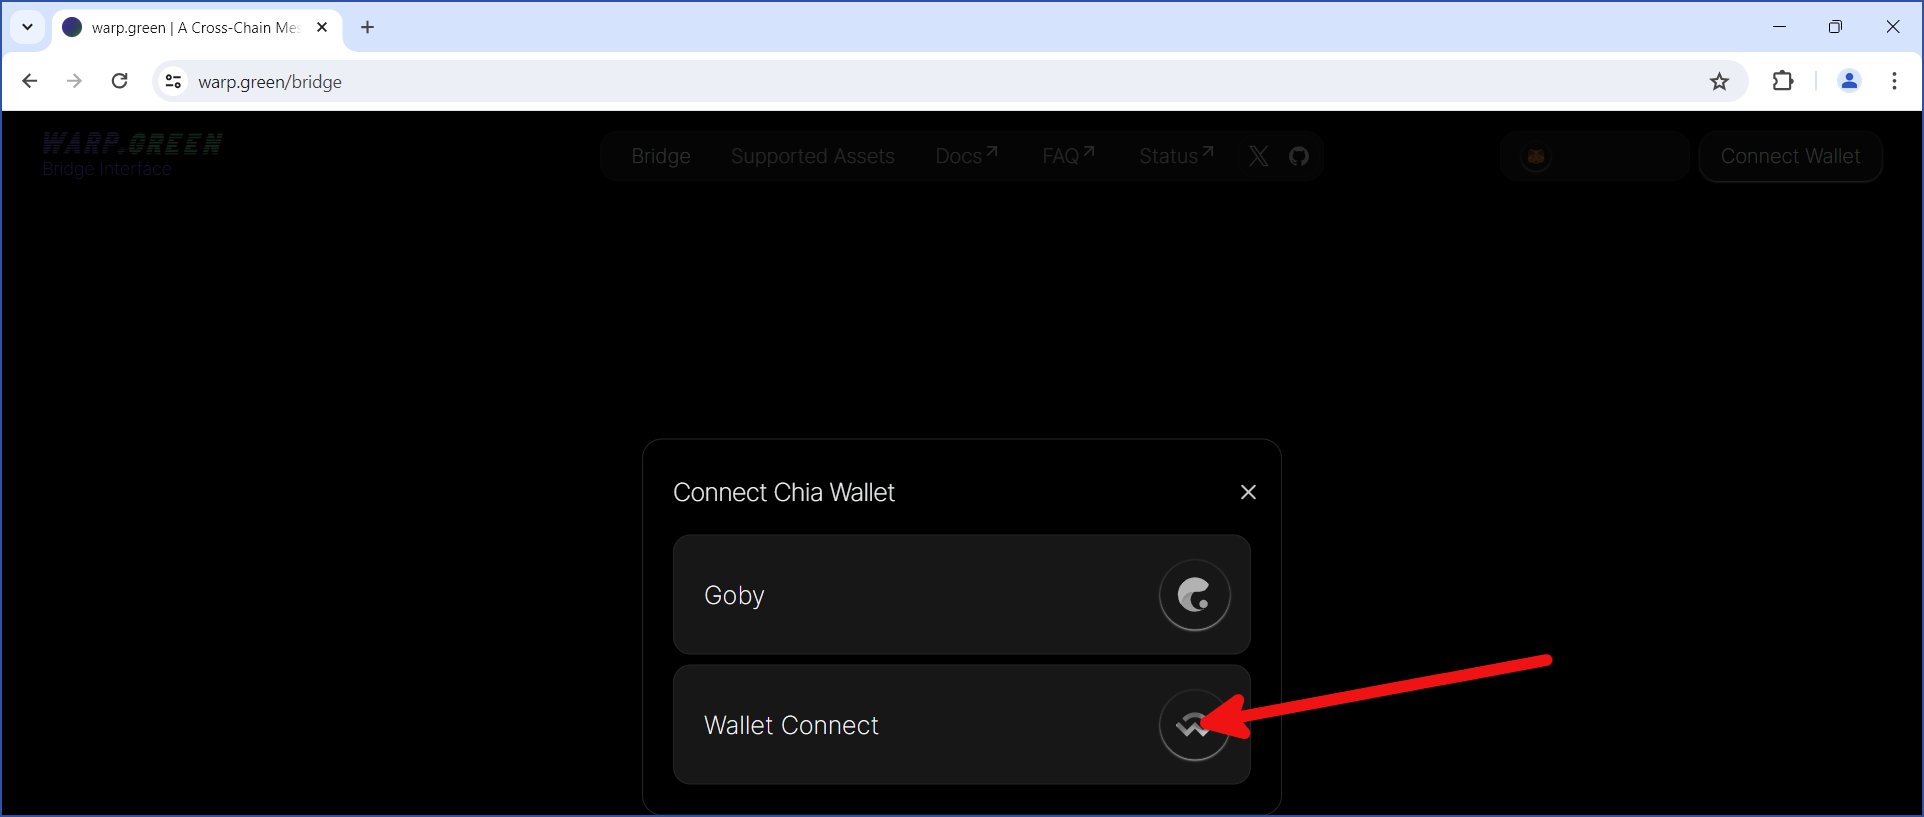 warp.green | A Cross-Chain Mes
warp.green/bridge
WARP.GREEN
Bridge Interface
Bridge
Supported Assets
Docs
FAQ
Status
Connect Wallet
Connect Chia Wallet
Goby
Wallet Connect